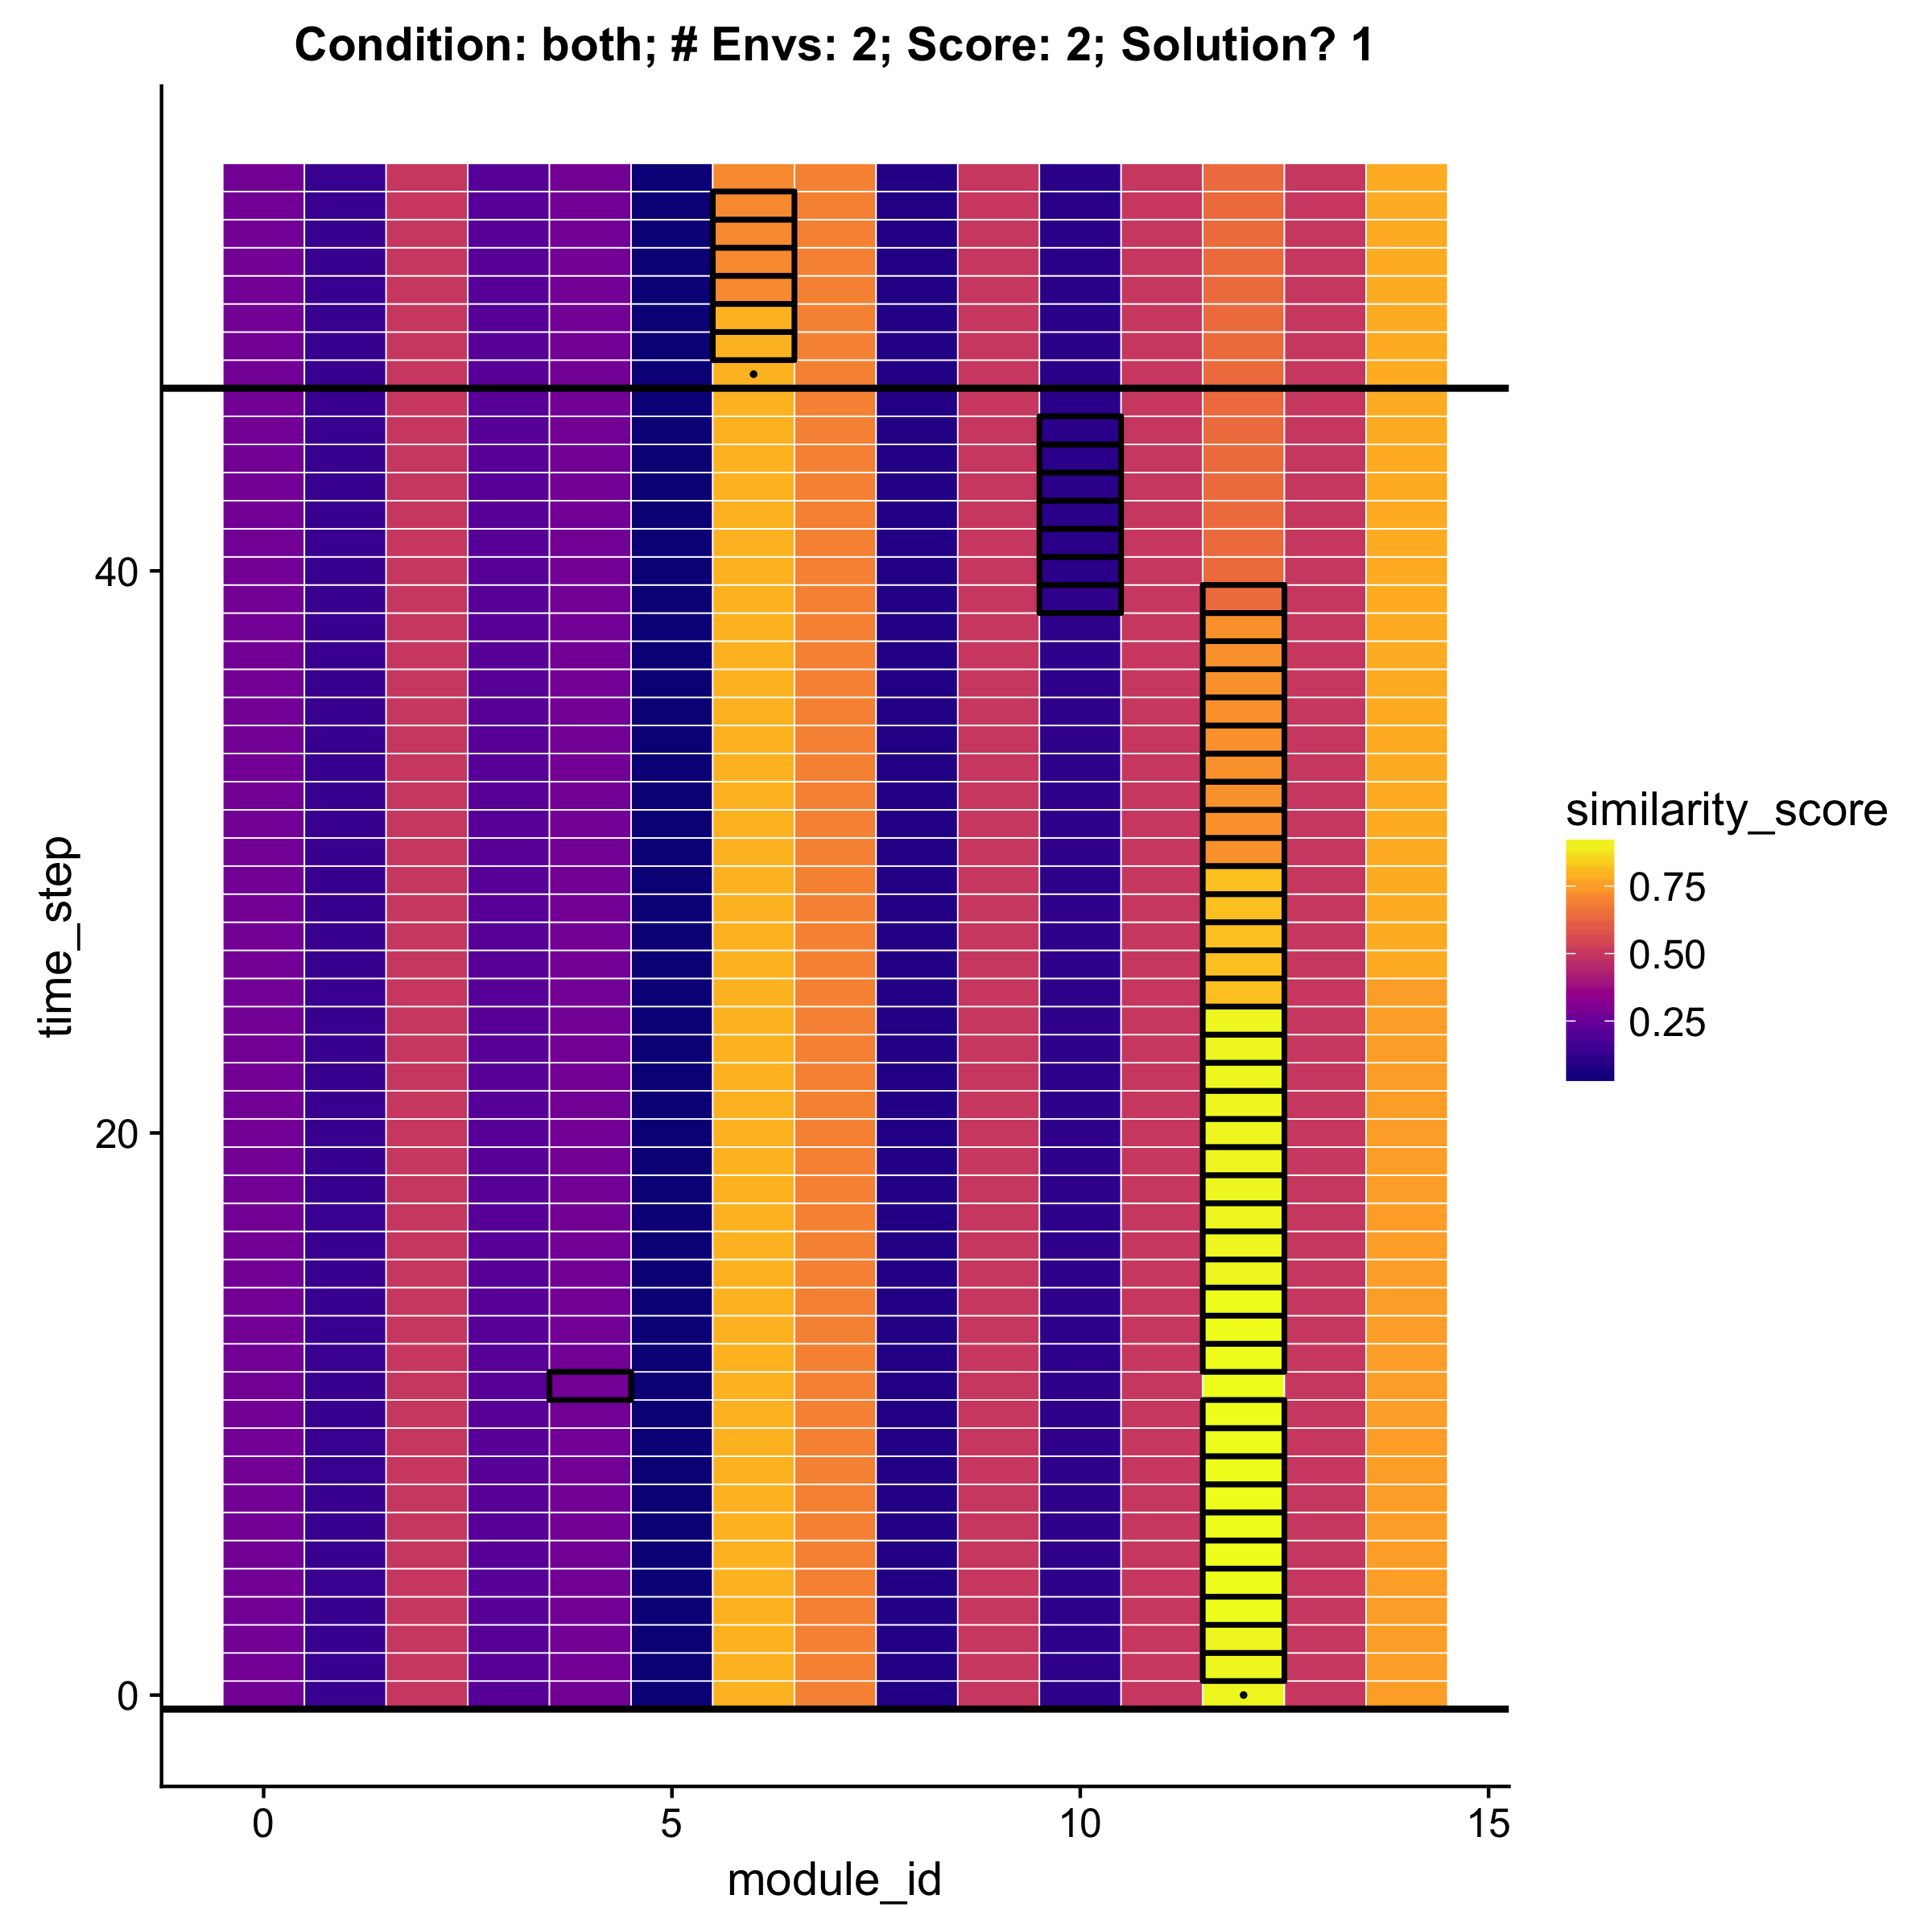 Condition: both; # Envs: 2; Score: 2; Solution? 1
time_step
40
20
0
0
5
10
15
module_id
similarity_score
0.75
0.50
0.25